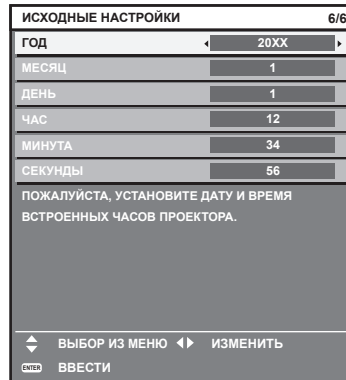 ИСХОДНЫЕ НАСТРОЙКИ 6/6
ГОД 20XX
МЕСЯЦ 1
ДЕНЬ 1
ЧАС 12
МИНУТА 34
СЕКУНДЫ 56
ПОЖАЛУЙСТА, УСТАНОВИТЕ ДАТУ И ВРЕМЯ
ВСТРОЕННЫХ ЧАСОВ ПРОЕКТОРА.
ВЫБОР ИЗ МЕНЮ ИЗМЕНИТЬ
ENTER ВВЕСТИ